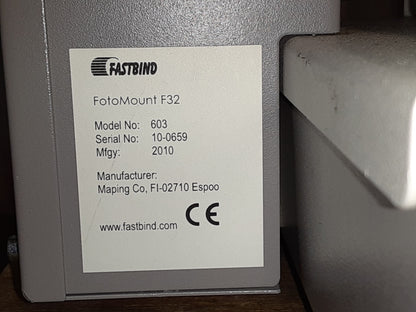 FASTBIND
FotoMount F32
Model No: 603
Serial No: 10-0659
Mfgy: 2010
Manufacturer:
Maping Co, FI-02710 Espoo
www.fastbind.com CE